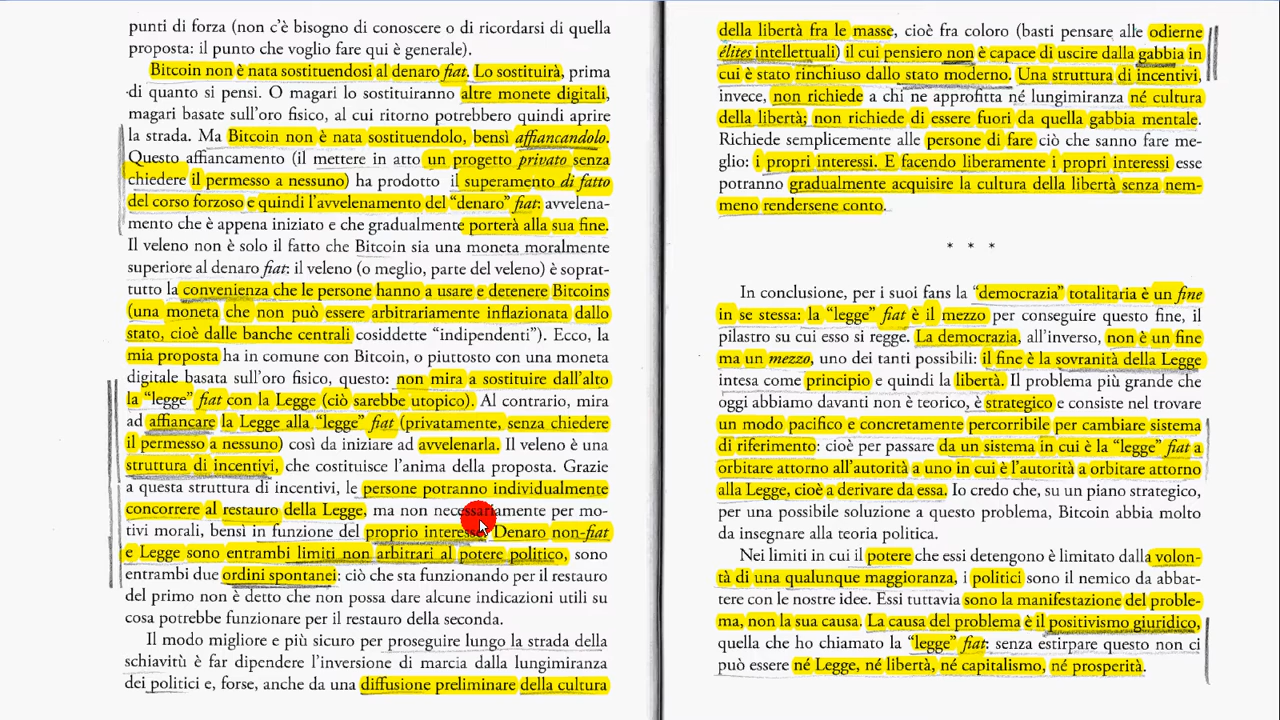 punti di forza (non c'è bisogno di conoscere o di ricordarsi di quella
proposta: il punto che voglio fare qui è generale).
Bitcoin non è nata sostituendosi al denaro fiat. Lo sostituirà, prima
di quanto si pensi. O magari lo sostituiranno altre monete digitali,
magari basate sull'oro fisico, al cui ritorno potrebbero quindi aprire
la strada. Ma Bitcoin non è nata sostituendolo, bensì affiancandolo.
Questo affiancamento (il mettere in atto un progetto privato senza
chiedere il permesso a nessuno) ha prodotto il superamento di fatto
del corso forzoso e quindi l'avvelenamento del "denaro" fiat: avvelena-
mento che è appena iniziato e che gradualmente porterà alla sua fine.
Il veleno non è solo il fatto che Bitcoin sia una moneta moralmente
superiore al denaro fiat: il veleno (o meglio, parte del veleno) è soprat-
tutto la convenienza che le persone hanno a usare e detenere Bitcoins
(una moneta che non può essere arbitrariamente inflazionata dallo
stato, cioè dalle banche centrali cosiddette "indipendenti"). Ecco, la
mia proposta ha in comune con Bitcoin, o piuttosto con una moneta
digitale basata sull'oro fisico, questo: non mira a sostituire dall'alto
la "legge" fiat con la Legge (ciò sarebbe utopico). Al contrario, mira
ad affiancare la Legge alla "legge" fiat (privatamente, senza chiedere
il permesso a nessuno) così da iniziare ad avvelenarla. Il veleno è una
struttura di incentivi, che costituisce l'anima della proposta. Grazie
a questa struttura di incentivi, le persone potranno individualmente
concorrere al restauro della Legge, ma non necessariamente per mo-
tivi morali, bensì in funzione del proprio interesse. Denaro non-fiat
e Legge sono entrambi limiti non arbitrari al potere politico, sono
entrambi due ordini spontanei: ciò che sta funzionando per il restauro
del primo non è detto che non possa dare alcune indicazioni utili su
cosa potrebbe funzionare per il restauro della seconda.
Il modo migliore e più sicuro per proseguire lungo la strada della
schiavitù è far dipendere l'inversione di marcia dalla lungimiranza
dei politici e, forse, anche da una diffusione preliminare della cultura
della libertà fra le masse, cioè fra coloro (basti pensare alle odierne
élites intellettuali) il cui pensiero non è capace di uscire dalla gabbia in
cui è stato rinchiuso dallo stato moderno. Una struttura di incentivi,
invece, non richiede a chi ne approfitta né lungimiranza né cultura
della libertà; non richiede di essere fuori da quella gabbia mentale.
Richiede semplicemente alle persone di fare ciò che sanno fare me-
glio: i propri interessi. E facendo liberamente i propri interessi esse
potranno gradualmente acquisire la cultura della libertà senza nem-
meno rendersene conto.
* * *
In conclusione, per i suoi fans la "democrazia" totalitaria è un fine
in se stessa: la "legge" fiat è il mezzo per conseguire questo fine, il
pilastro su cui esso si regge. La democrazia, all'inverso, non è un fine
ma un mezzo, uno dei tanti possibili: il fine è la sovranità della Legge
intesa come principio e quindi la libertà. Il problema più grande che
oggi abbiamo davanti non è teorico, è strategico e consiste nel trovare
un modo pacifico e concretamente percorribile per cambiare sistema
di riferimento: cioè per passare da un sistema in cui è la "legge" fiat a
orbitare attorno all'autorità a uno in cui è l'autorità a orbitare attorno
alla Legge, cioè a derivare da essa. Io credo che, su un piano strategico,
per una possibile soluzione a questo problema, Bitcoin abbia molto
da insegnare alla teoria politica.
Nei limiti in cui il potere che essi detengono è limitato dalla volon-
tà di una qualunque maggioranza, i politici sono il nemico da abbat-
tere con le nostre idee. Essi tuttavia sono la manifestazione del proble-
ma, non la sua causa. La causa del problema è il positivismo giuridico,
quella che ho chiamato la "legge" fiat: senza estirpare questo non ci
può essere né Legge, né libertà, né capitalismo, né prosperità.